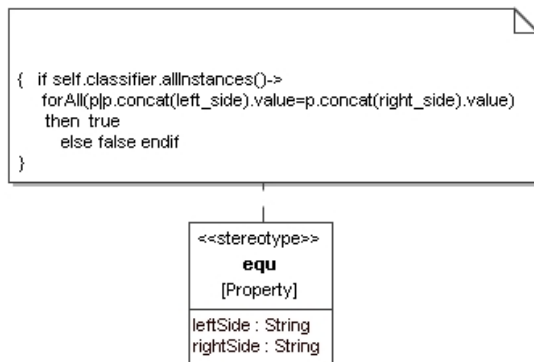 { if self.classifier.allInstances()->
forAll(p|p.concat(left_side).value=p.concat(right_side).value)
then true
else false endif
}
<<stereotype>>
equ
[Property]
leftSide : String
rightSide : String